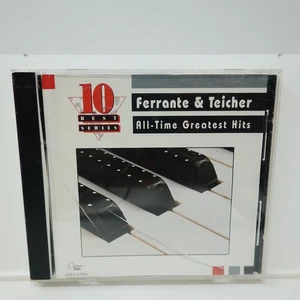 10
BEST
SERIES
Ferrante & Teicher
All-Time Greatest Hits